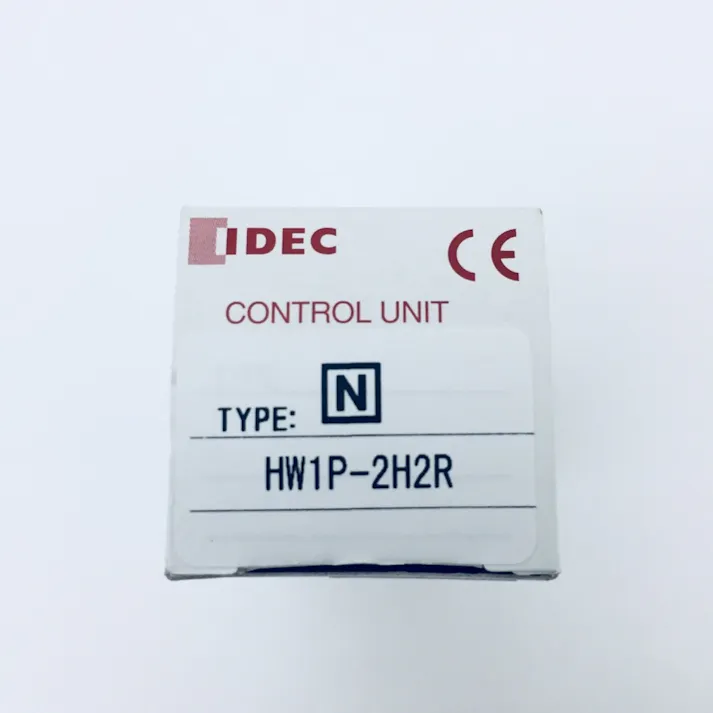 IDEC
CE
CONTROL UNIT
TYPE: N
HW1P-2H2R